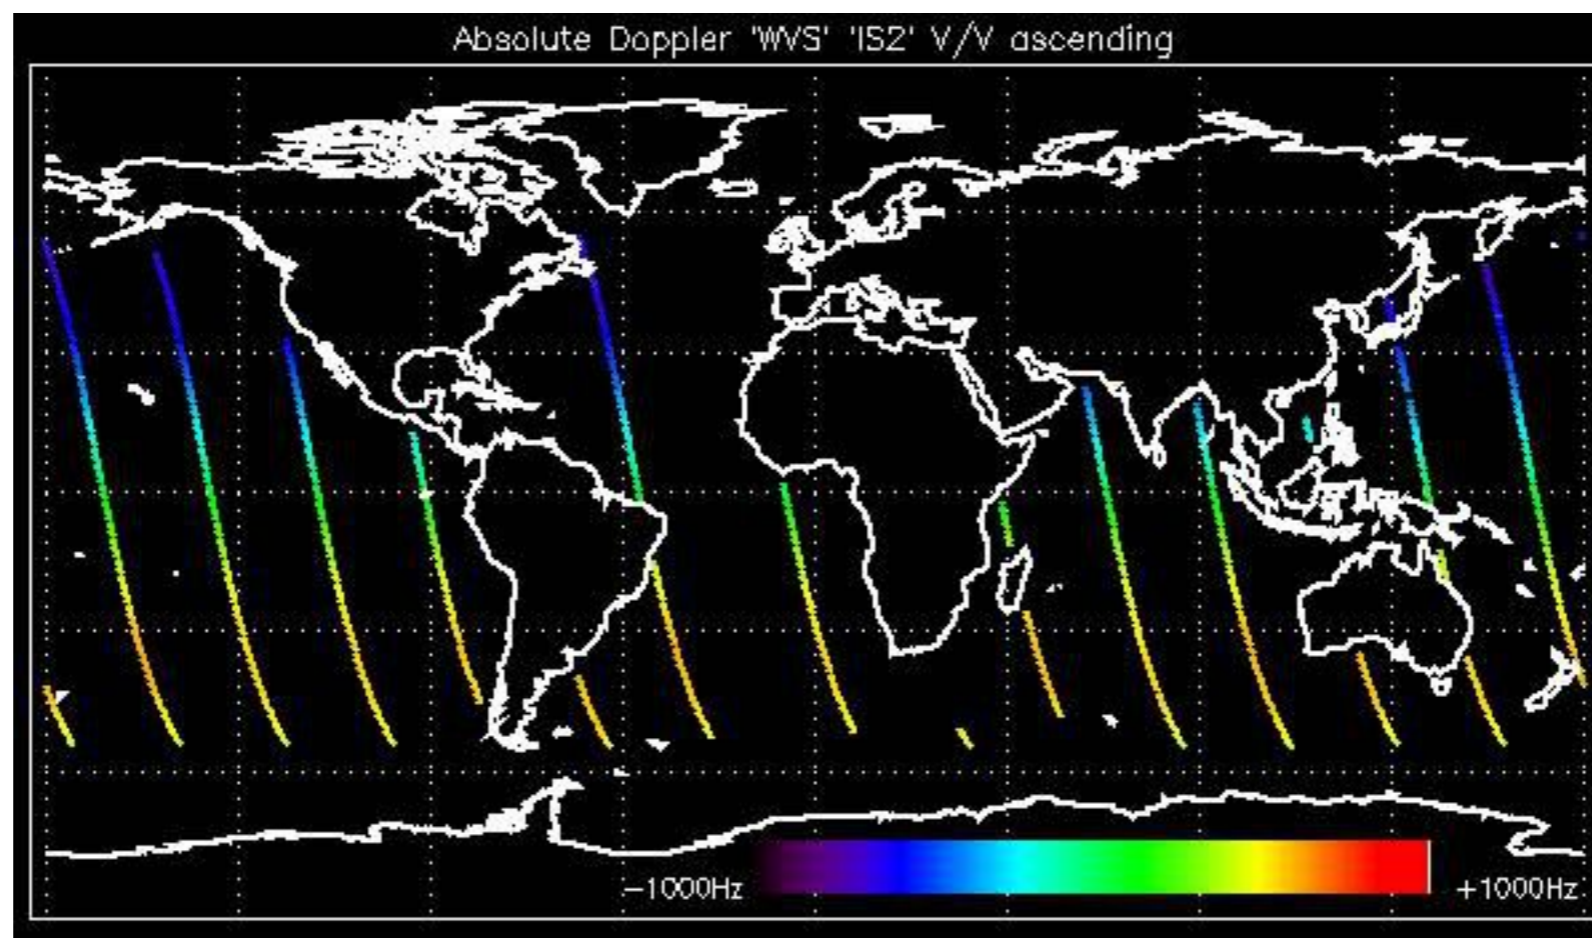 Absolute Doppler 'WVS' 'IS2' V/V ascending
−1000Hz
+1000Hz